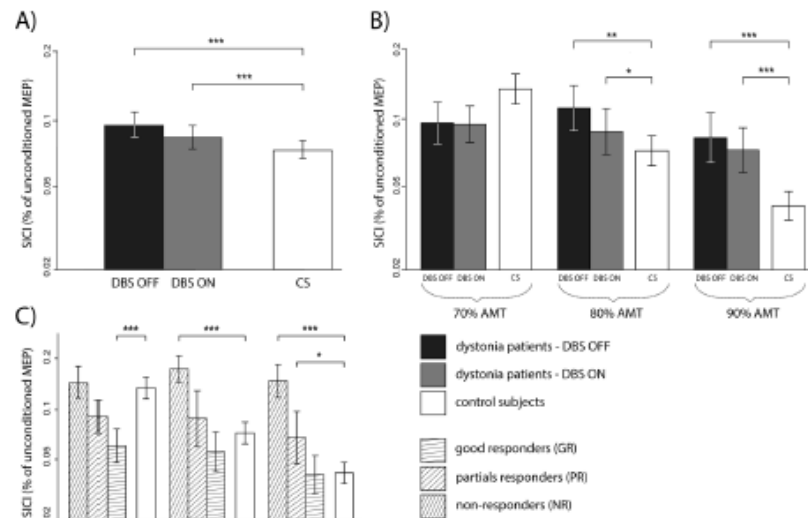 A)
***
***
SICI (% of unconditioned MEP)
0.2
0.1
0.05
0.02
DBS OFF DBS ON CS
B)
**
***
*
***
SICI (% of unconditioned MEP)
0.2
0.1
0.05
0.02
DBS OFF DBS ON CS DBS OFF DBS ON CS DBS OFF DBS ON CS
70% AMT 80% AMT 90% AMT
C)
*** *** ***
*
SICI (% of unconditioned MEP)
0.2
0.1
0.05
0.02
dystonia patients - DBS OFF
dystonia patients - DBS ON
control subjects
good responders (GR)
partials responders (PR)
non-responders (NR)